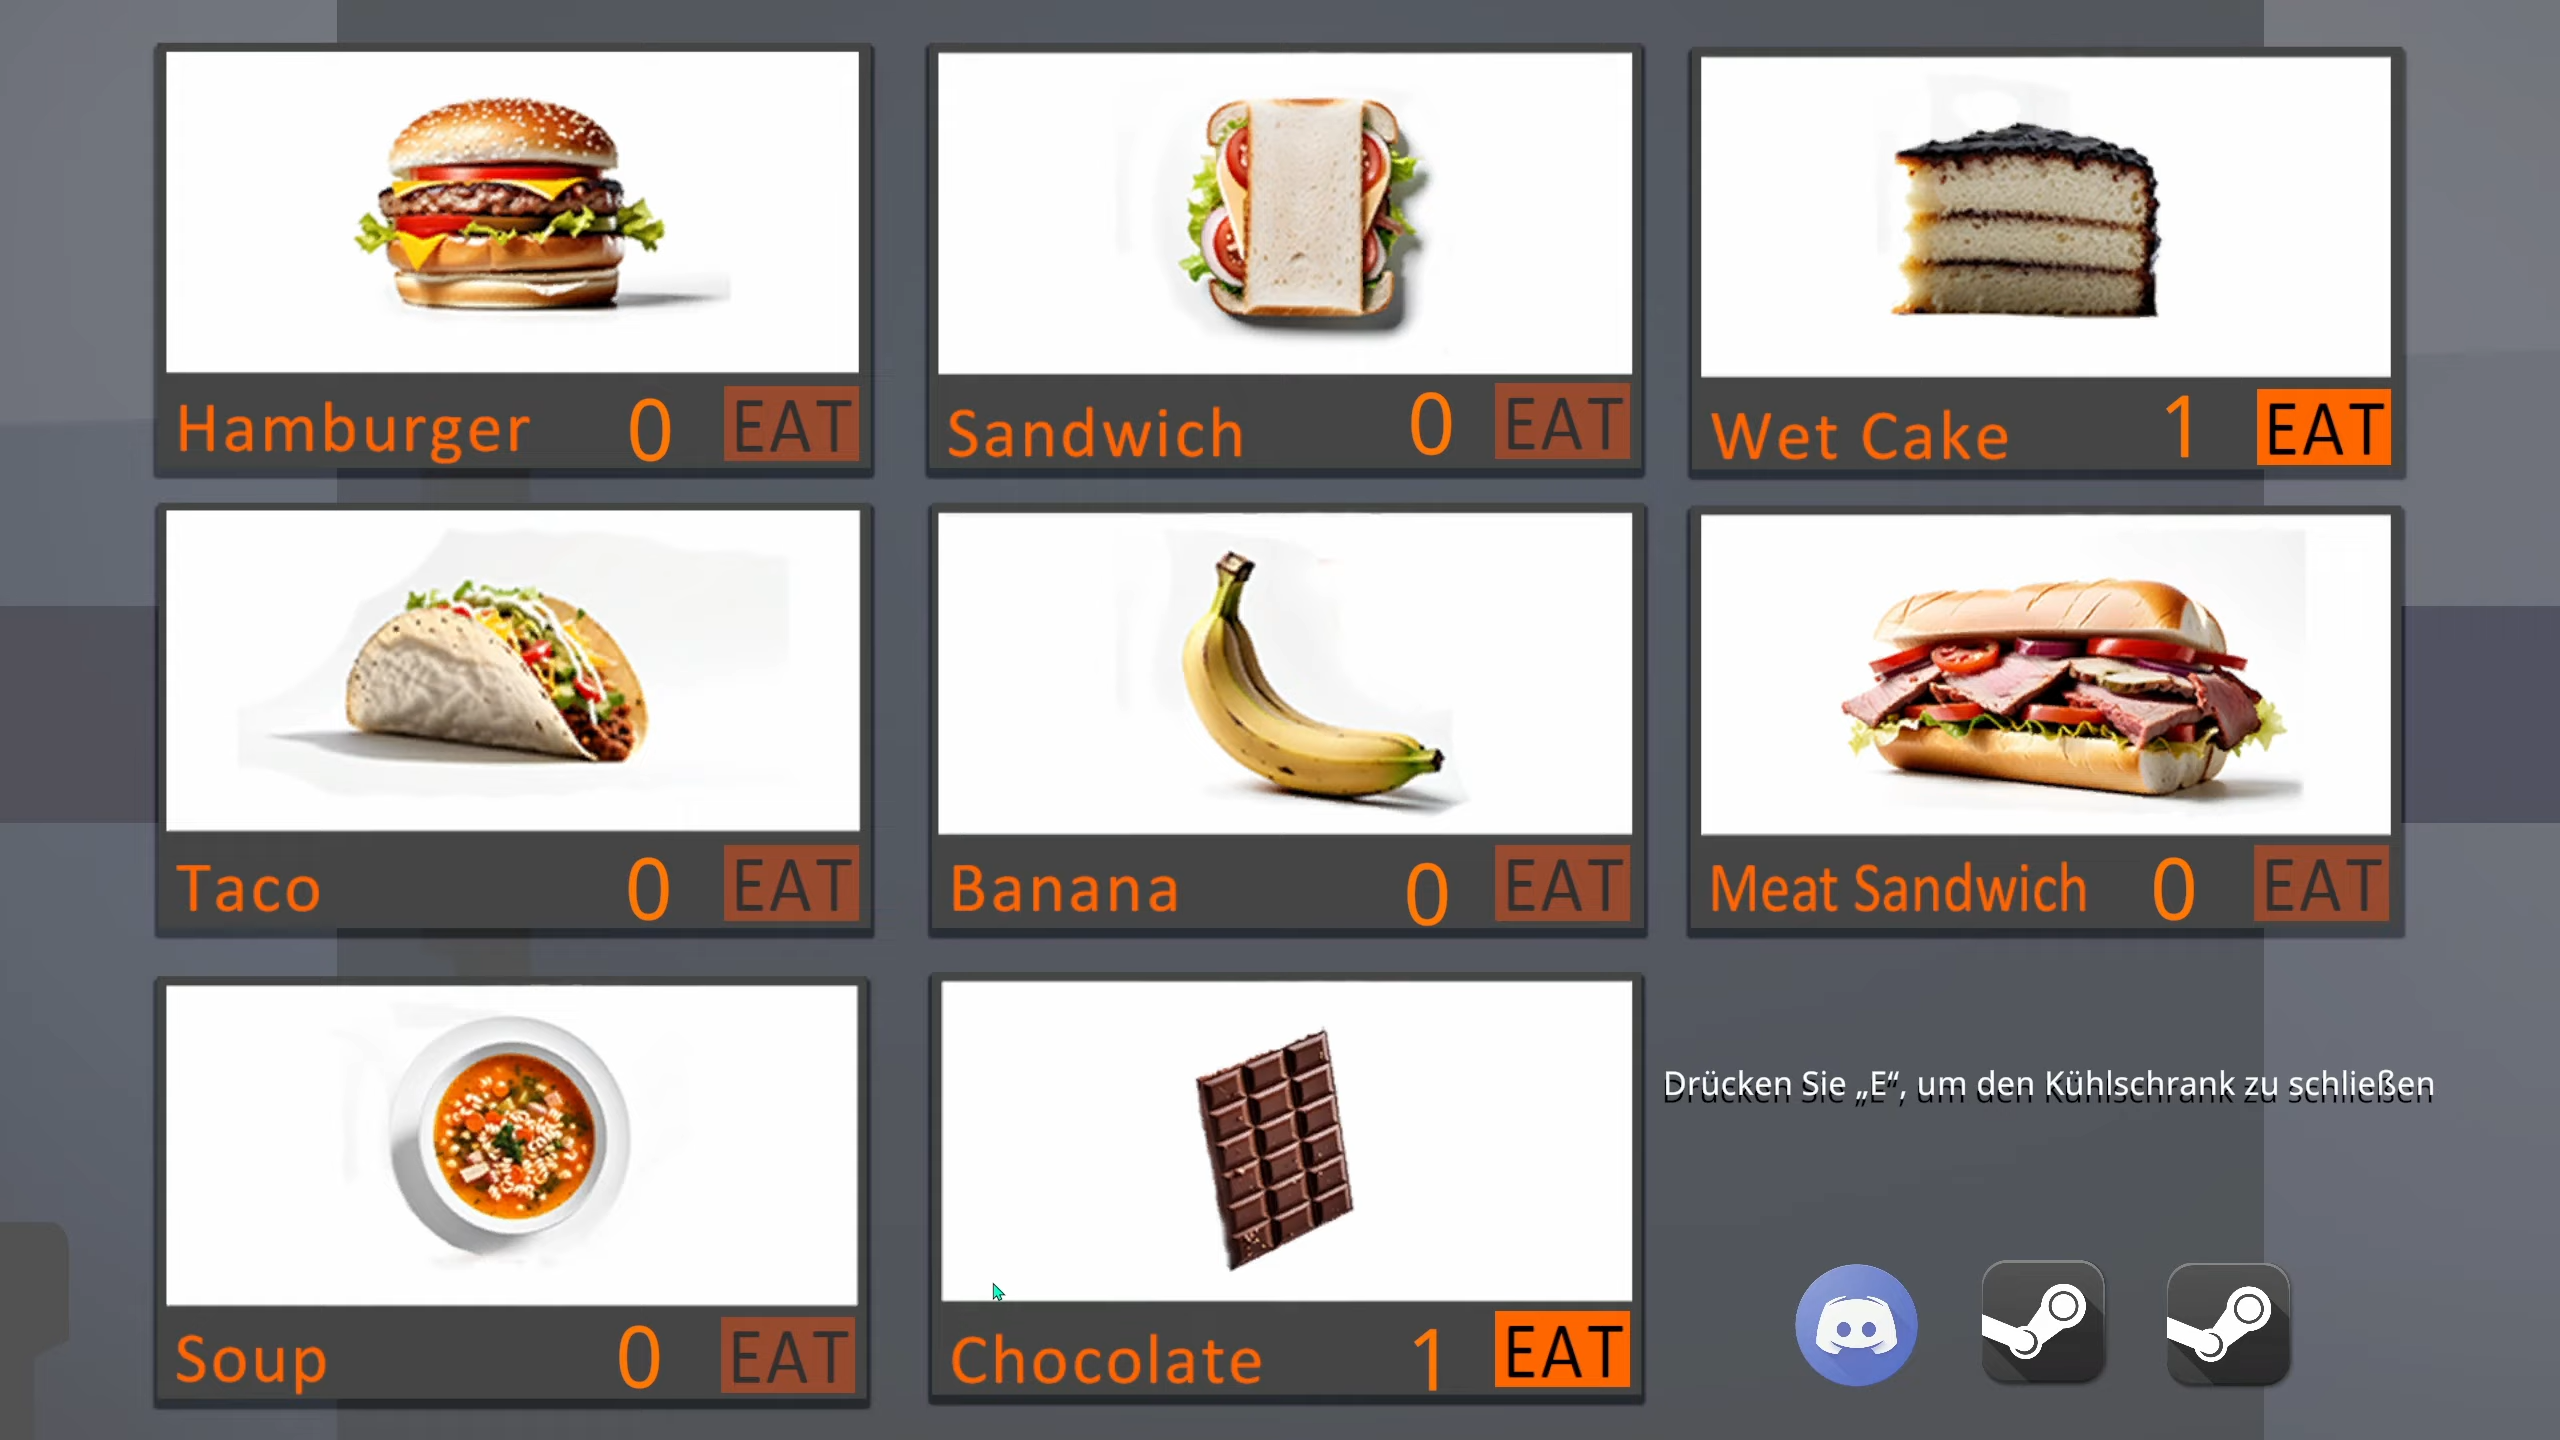 Hamburger 0 EAT
Sandwich 0 EAT
Wet Cake 1 EAT
Taco 0 EAT
Banana 0 EAT
Meat Sandwich 0 EAT
Soup 0 EAT
Chocolate 1 EAT
Drücken Sie „E“, um den Kühlschrank zu schließen